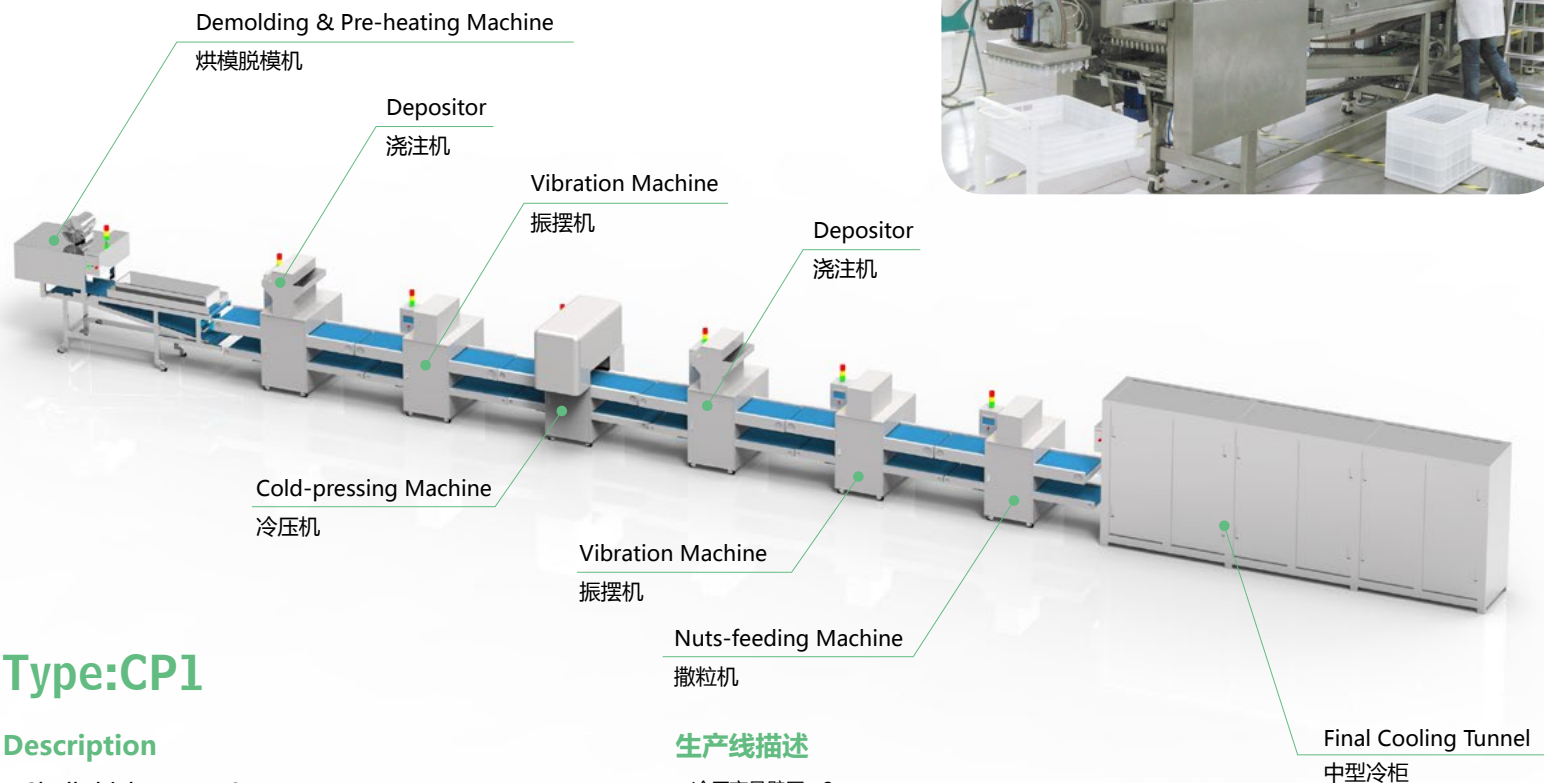 Demolding & Pre-heating Machine
烘模脱模机
Depositor
浇注机
Vibration Machine
振摆机
Depositor
浇注机
Cold-pressing Machine
冷压机
Vibration Machine
振摆机
Nuts-feeding Machine
撒粒机
Final Cooling Tunnel
中型冷柜
Type:CP1
Description
生产线描述